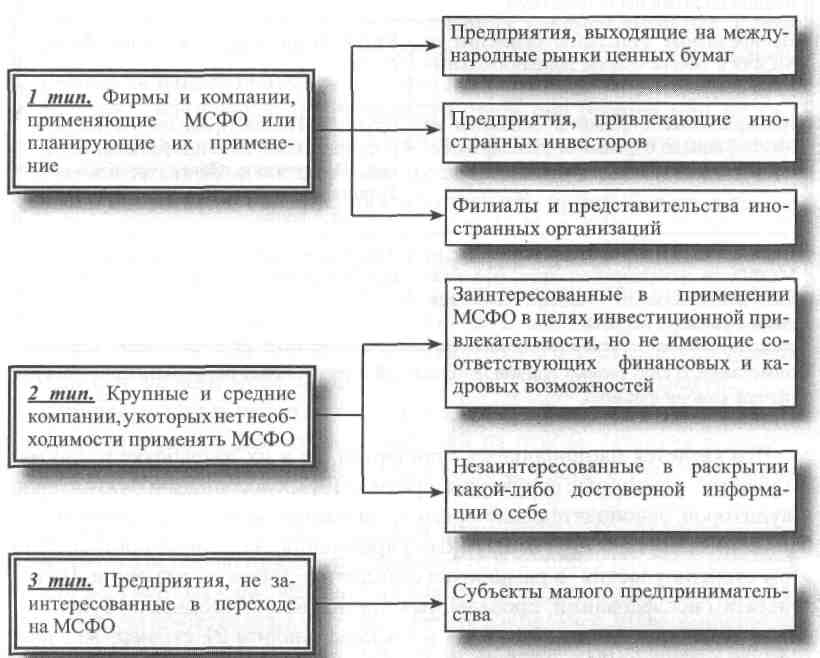 1 тип. Фирмы и компании,
применяющие МСФО или
планирующие их примене-
ние
Предприятия, выходящие на между-
народные рынки ценных бумаг
Предприятия, привлекающие ино-
странных инвесторов
Филиалы и представительства ино-
странных организаций
2 тип. Крупные и средние
компании, у которых нет необ-
ходимости применять МСФО
Заинтересованные в применении
МСФО в целях инвестиционной при-
влекательности, но не имеющие со-
ответствующих финансовых и ка-
дровых возможностей
Незаинтересованные в раскрытии
какой-либо достоверной информа-
ции о себе
3 тип. Предприятия, не за-
интересованные в переходе
на МСФО
Субъекты малого предприниматель-
ства